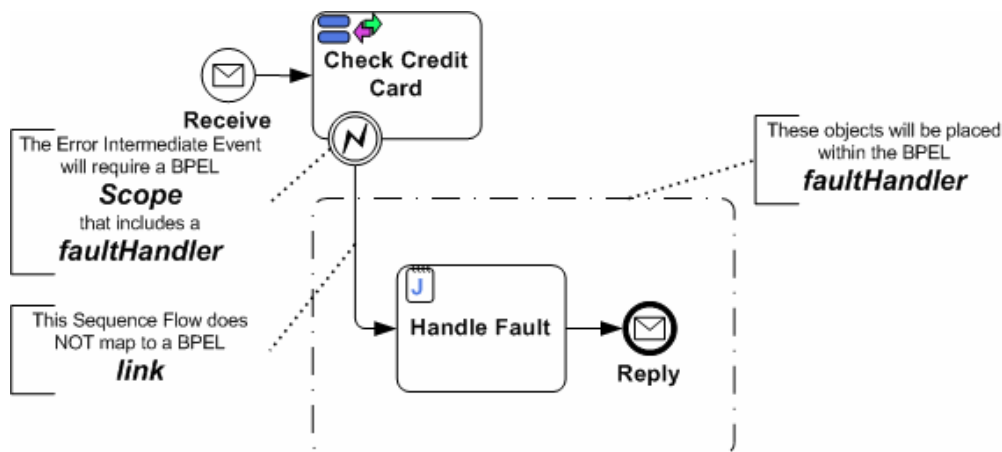 Check Credit
Card
Receive
The Error Intermediate Event
will require a BPEL
Scope
that includes a
faultHandler
These objects will be placed
within the BPEL
faultHandler
This Sequence Flow does
NOT map to a BPEL
link
J
Handle Fault
Reply